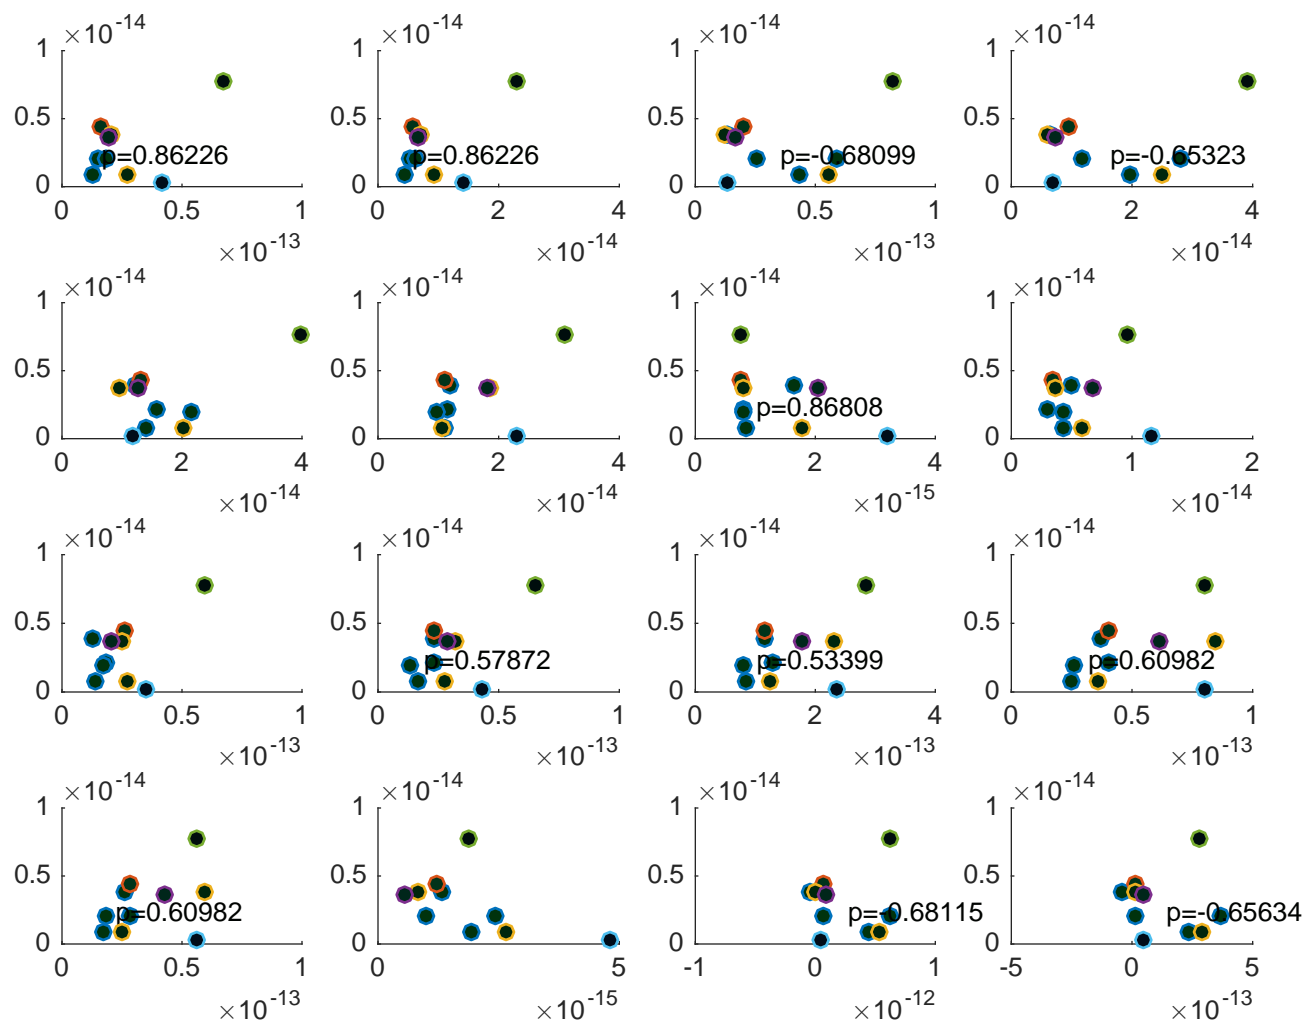 ×10-14 ×10-14 ×10-14 ×10-14
1 1 1 1
0.5 0.5 0.5 0.5
p=0.86226 p=0.86226 p=-0.68099 p=-0.65323
0 0 0 0
0 0.5 1 0 2 4 0 0.5 1 0 2 4
×10-13 ×10-14 ×10-13 ×10-14
×10-14 ×10-14 ×10-14 ×10-14
1 1 1 1
0.5 0.5 0.5 0.5
p=0.86808
0 0 0 0
0 2 4 0 2 4 0 2 4 0 1 2
×10-14 ×10-14 ×10-15 ×10-14
×10-14 ×10-14 ×10-14 ×10-14
1 1 1 1
0.5 0.5 0.5 0.5
p=0.57872 p=0.53399 p=0.60982
0 0 0 0
0 0.5 1 0 0.5 1 0 2 4 0 0.5 1
×10-13 ×10-13 ×10-13 ×10-13
×10-14 ×10-14 ×10-14 ×10-14
1 1 1 1
0.5 0.5 0.5 0.5
p=0.60982 p=-0.68115 p=-0.65634
0 0 0 0
0 0.5 1 0 5 -1 0 1 -5 0 5
×10-13 ×10-15 ×10-12 ×10-13